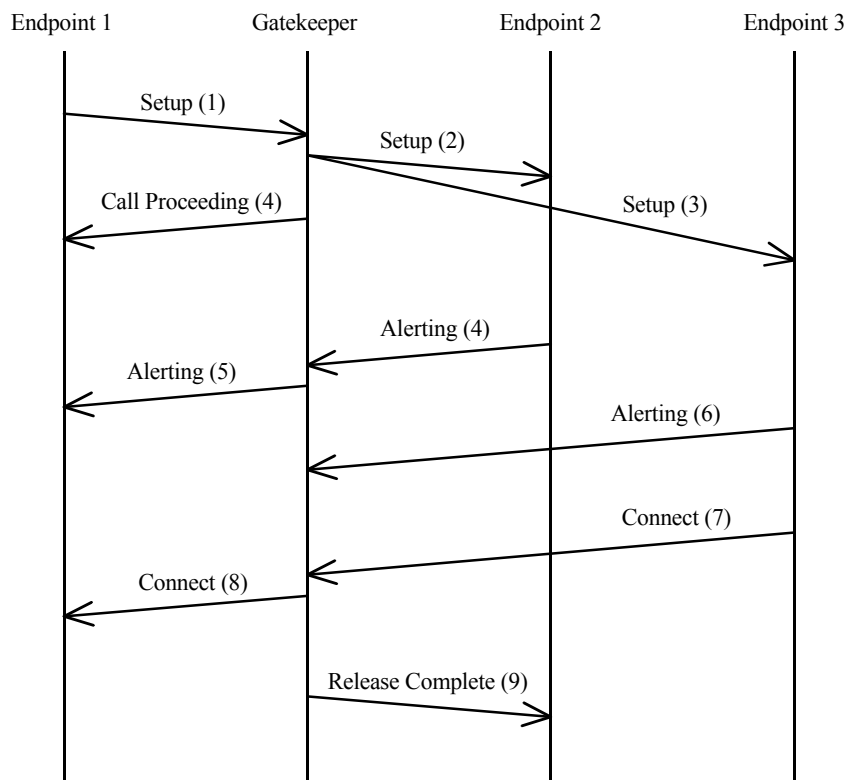 Endpoint 1
Gatekeeper
Endpoint 2
Endpoint 3
Setup (1)
Setup (2)
Call Proceeding (4)
Setup (3)
Alerting (4)
Alerting (5)
Alerting (6)
Connect (7)
Connect (8)
Release Complete (9)